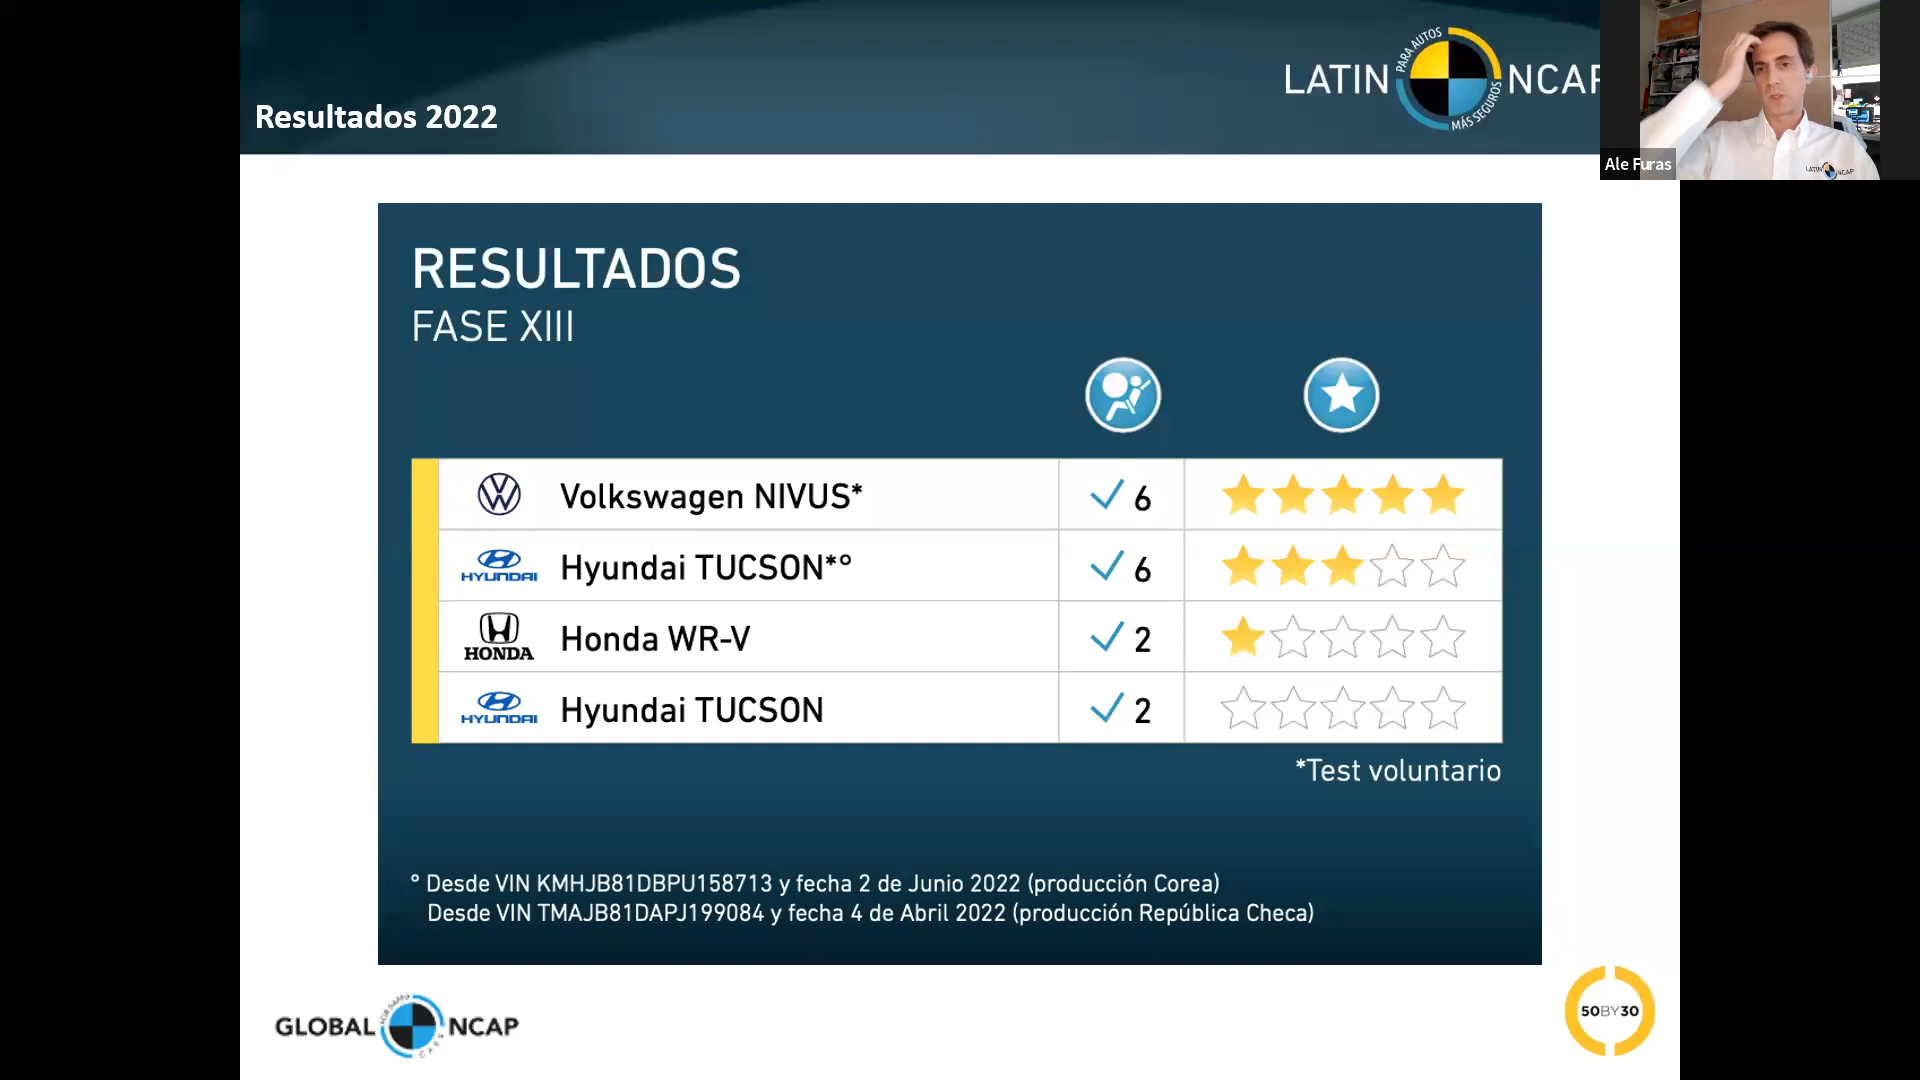 Resultados 2022
LATIN NCAP
PARA AUTOS
MÁS SEGUROS
Ale Furas
LATIN NCAP
RESULTADOS
FASE XIII
Volkswagen NIVUS* 6
HYUNDAI Hyundai TUCSON*° 6
HONDA Honda WR-V 2
HYUNDAI Hyundai TUCSON 2
*Test voluntario
° Desde VIN KMHJB81DBPU158713 y fecha 2 de Junio 2022 (producción Corea)
Desde VIN TMAJB81DAPJ199084 y fecha 4 de Abril 2022 (producción República Checa)
GLOBAL NCAP
50BY30